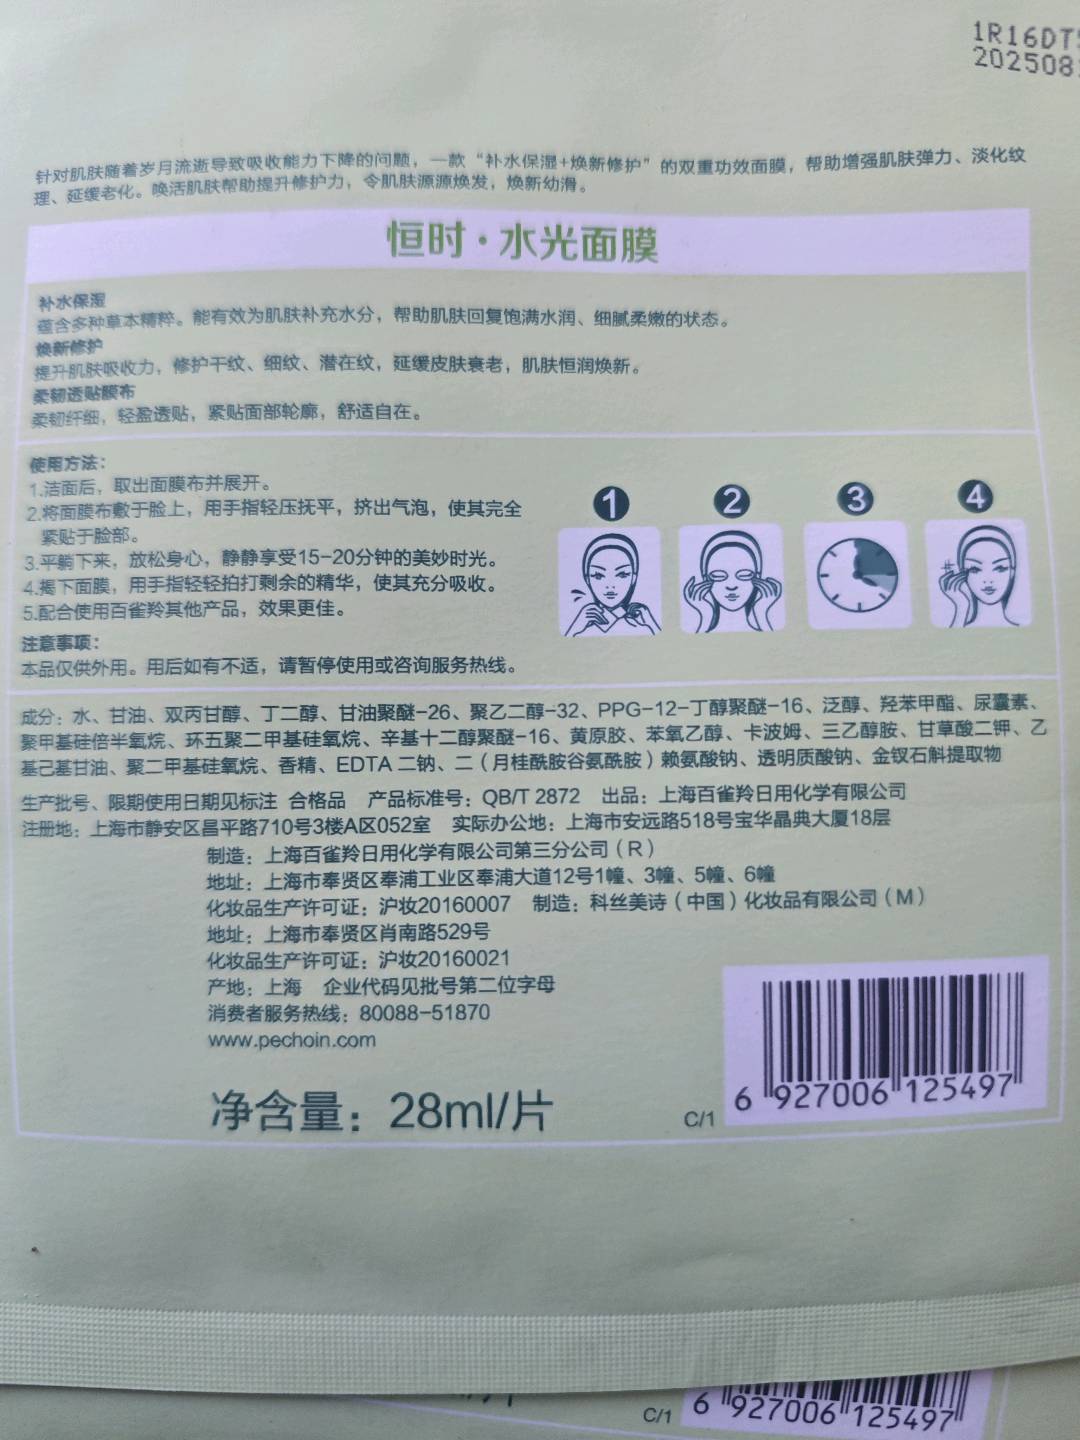 1R16DT
202508
针对肌肤随着岁月流逝导致吸收能力下降的问题，一款“补水保湿+焕新修护”的双重功效面膜，帮助增强肌肤弹力、淡化纹
理、延缓老化。唤活肌肤帮助提升修护力，令肌肤源源焕发，焕新幼滑。
恒时·水光面膜
补水保湿
蕴含多种草本精粹。能有效为肌肤补充水分，帮助肌肤回复饱满水润、细腻柔嫩的状态。
焕新修护
提升肌肤吸收力，修护干纹、细纹、潜在纹，延缓皮肤衰老，肌肤恒润焕新。
柔韧透贴膜布
柔韧纤细，轻盈透贴，紧贴面部轮廓，舒适自在。
使用方法：
1.洁面后，取出面膜布并展开。
2.将面膜布敷于脸上，用手指轻压抚平，挤出气泡，使其完全
紧贴于脸部。
3.平躺下来，放松身心，静静享受15-20分钟的美妙时光。
4.揭下面膜，用手指轻轻拍打剩余的精华，使其充分吸收。
5.配合使用百雀羚其他产品，效果更佳。
1 2 3 4
注意事项：
本品仅供外用。用后如有不适，请暂停使用或咨询服务热线。
成分：水、甘油、双丙甘醇、丁二醇、甘油聚醚-26、聚乙二醇-32、PPG-12-丁醇聚醚-16、泛醇、羟苯甲酯、尿囊素、
聚甲基硅倍半氧烷、环五聚二甲基硅氧烷、辛基十二醇聚醚-16、黄原胶、苯氧乙醇、卡波姆、三乙醇胺、甘草酸二钾、乙
基己基甘油、聚二甲基硅氧烷、香精、EDTA 二钠、二（月桂酰胺谷氨酰胺）赖氨酸钠、透明质酸钠、金钗石斛提取物
生产批号、限期使用日期见标注 合格品 产品标准号：QB/T 2872 出品：上海百雀羚日用化学有限公司
注册地：上海市静安区昌平路710号3楼A区052室 实际办公地：上海市安远路518号宝华晶典大厦18层
制造：上海百雀羚日用化学有限公司第三分公司（R）
地址：上海市奉贤区奉浦工业区奉浦大道12号1幢、3幢、5幢、6幢
化妆品生产许可证：沪妆20160007 制造：科丝美诗（中国）化妆品有限公司（M）
地址：上海市奉贤区肖南路529号
化妆品生产许可证：沪妆20160021
产地：上海 企业代码见批号第二位字母
消费者服务热线：80088-51870
www.pechoin.com
净含量：28ml/片
C/1
6 927006 125497
C/1
6 927006 125497